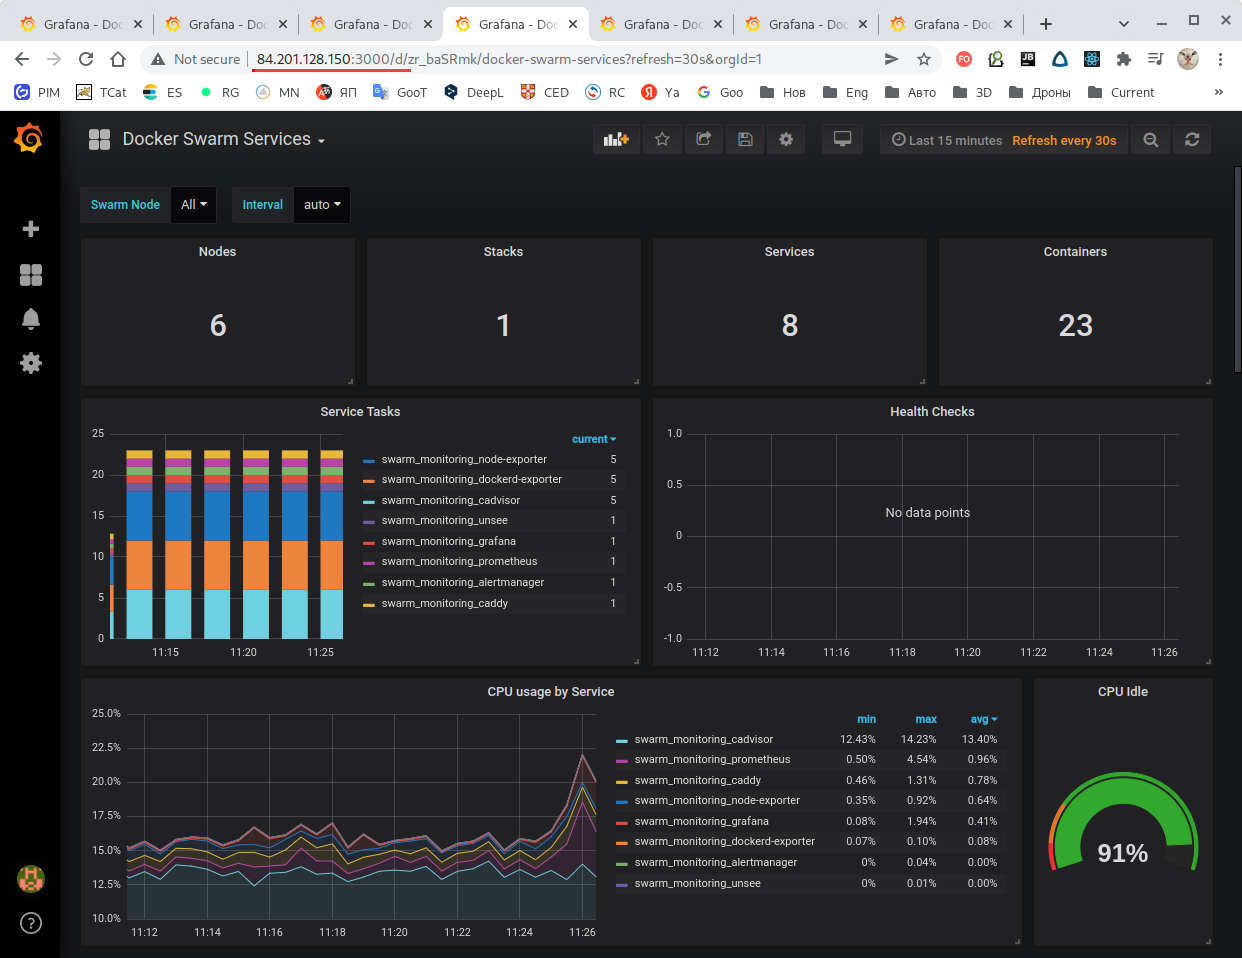 Grafana - Doc Grafana - Doc Grafana - Doc Grafana - Doc Grafana - Doc Grafana - Doc Grafana - Doc
Not secure 84.201.128.150:3000/d/zr_baSRmk/docker-swarm-services?refresh=30s&orgId=1
FO JB
PIM TCat ES RG MN ЯП GooT DeepL CED RC Я Ya Goo Нов Eng Авто 3D Дроны Current »
Docker Swarm Services
Last 15 minutes Refresh every 30s
Swarm Node All Interval auto
Nodes Stacks Services Containers
6 1 8 23
Service Tasks
25
20
15
10
5
0
11:15 11:20 11:25
current
swarm_monitoring_node-exporter 5
swarm_monitoring_dockerd-exporter 5
swarm_monitoring_cadvisor 5
swarm_monitoring_unsee 1
swarm_monitoring_grafana 1
swarm_monitoring_prometheus 1
swarm_monitoring_alertmanager 1
swarm_monitoring_caddy 1
Health Checks
1.0
0.5
No data points
0
-0.5
-1.0
11:12 11:14 11:16 11:18 11:20 11:22 11:24 11:26
CPU usage by Service
25.0%
22.5%
20.0%
17.5%
15.0%
12.5%
10.0%
11:12 11:14 11:16 11:18 11:20 11:22 11:24 11:26
min max avg
swarm_monitoring_cadvisor 12.43% 14.23% 13.40%
swarm_monitoring_prometheus 0.50% 4.54% 0.96%
swarm_monitoring_caddy 0.46% 1.31% 0.78%
swarm_monitoring_node-exporter 0.35% 0.92% 0.64%
swarm_monitoring_grafana 0.08% 1.94% 0.41%
swarm_monitoring_dockerd-exporter 0.07% 0.10% 0.08%
swarm_monitoring_alertmanager 0% 0.04% 0.00%
swarm_monitoring_unsee 0% 0.01% 0.00%
CPU Idle
91%